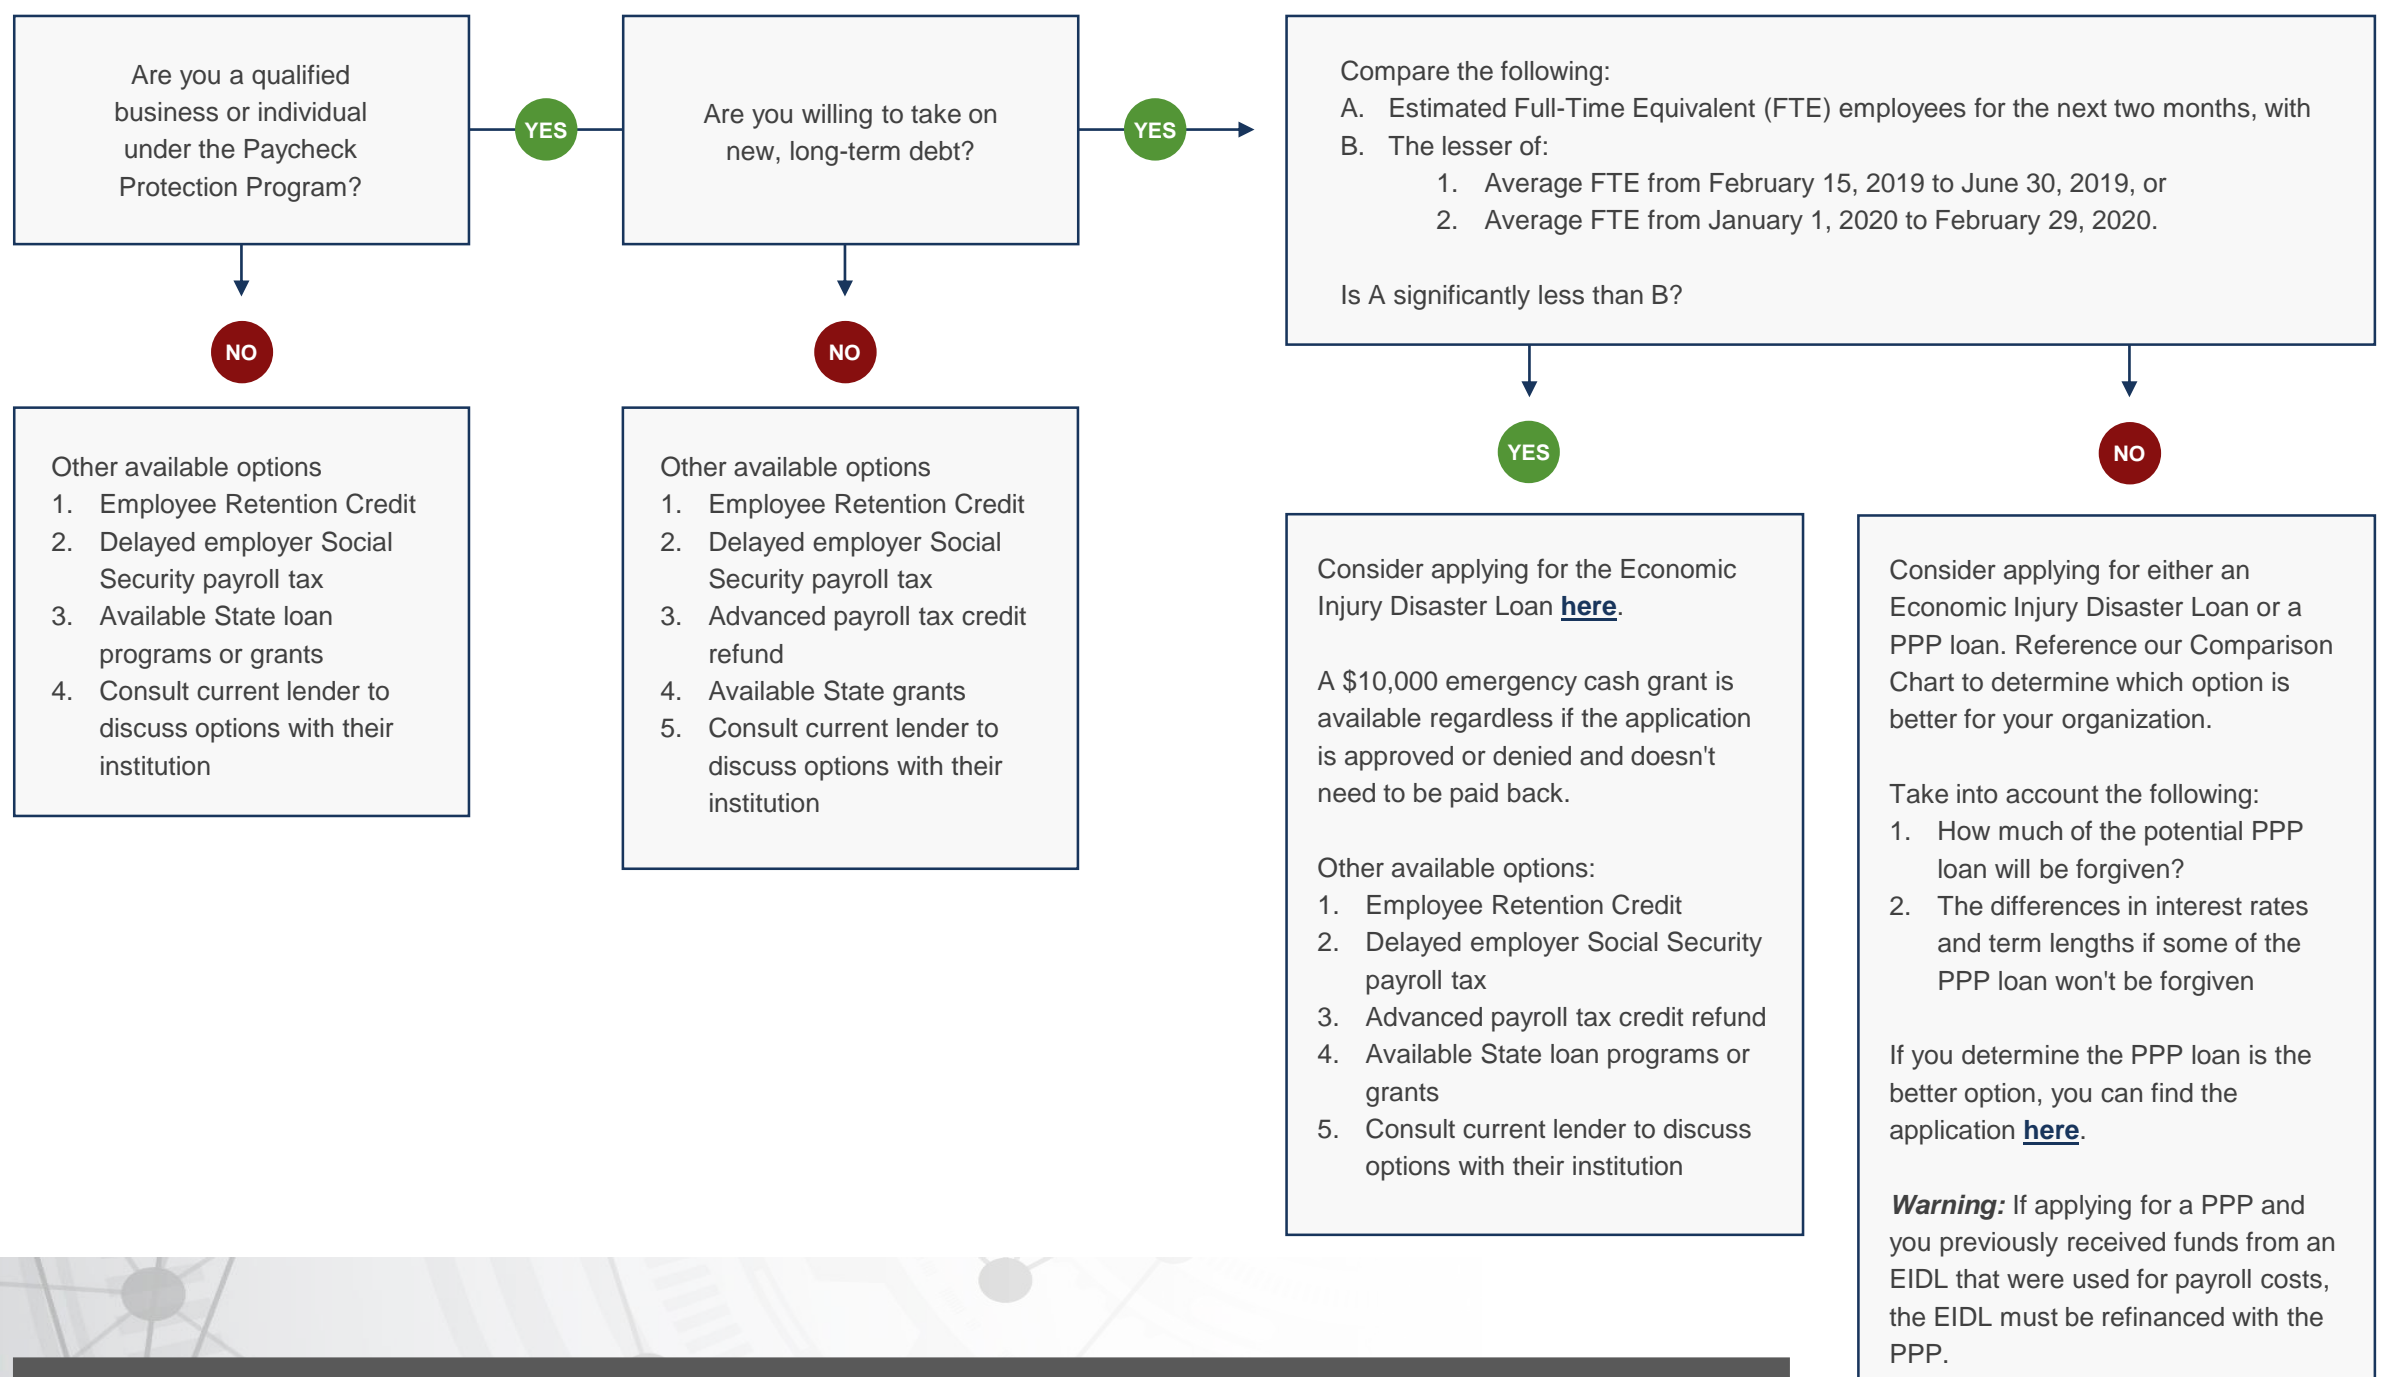 Are you a qualified
business or individual
under the Paycheck
Protection Program?
YES
Are you willing to take on
new, long-term debt?
YES
Compare the following:
A. Estimated Full-Time Equivalent (FTE) employees for the next two months, with
B. The lesser of:
1. Average FTE from February 15, 2019 to June 30, 2019, or
2. Average FTE from January 1, 2020 to February 29, 2020.
Is A significantly less than B?
NO
Other available options
1. Employee Retention Credit
2. Delayed employer Social
Security payroll tax
3. Available State loan
programs or grants
4. Consult current lender to
discuss options with their
institution
NO
Other available options
1. Employee Retention Credit
2. Delayed employer Social
Security payroll tax
3. Advanced payroll tax credit
refund
4. Available State grants
5. Consult current lender to
discuss options with their
institution
YES
Consider applying for the Economic
Injury Disaster Loan here.
A $10,000 emergency cash grant is
available regardless if the application
is approved or denied and doesn't
need to be paid back.
Other available options:
1. Employee Retention Credit
2. Delayed employer Social Security
payroll tax
3. Advanced payroll tax credit refund
4. Available State loan programs or
grants
5. Consult current lender to discuss
options with their institution
NO
Consider applying for either an
Economic Injury Disaster Loan or a
PPP loan. Reference our Comparison
Chart to determine which option is
better for your organization.
Take into account the following:
1. How much of the potential PPP
loan will be forgiven?
2. The differences in interest rates
and term lengths if some of the
PPP loan won't be forgiven
If you determine the PPP loan is the
better option, you can find the
application here.
Warning: If applying for a PPP and
you previously received funds from an
EIDL that were used for payroll costs,
the EIDL must be refinanced with the
PPP.